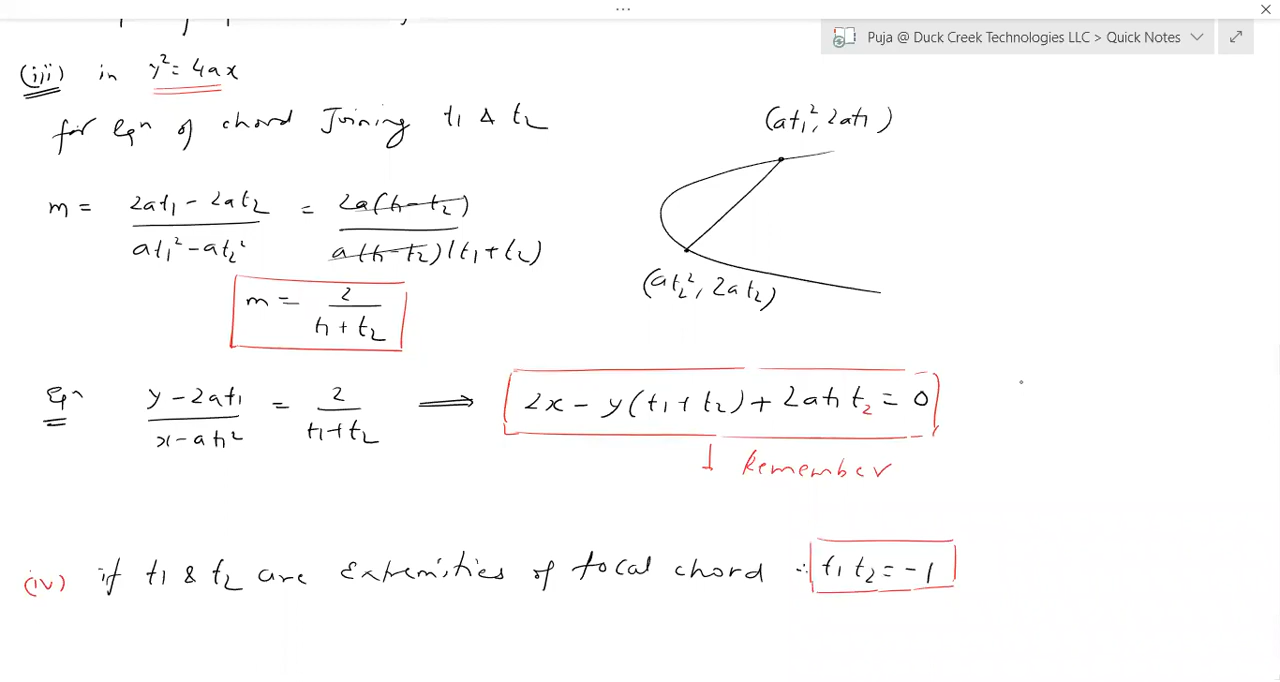 Puja @ Duck Creek Technologies LLC > Quick Notes
(iii) in y² = 4ax
for Eqn of chord Joining t₁ & t₂
(at₁², 2at₁)
m = (2at₁ - 2at₂)/(at₁² - at₂²) = 2a(t₁-t₂)/a(t₁-t₂)(t₁+t₂)
(at₂², 2at₂)
m = 2/(t₁+t₂)
Eqn (y - 2at₁)/(x - at₁²) = 2/(t₁+t₂) ⟹ 2x - y(t₁+t₂) + 2at₁t₂ = 0
↓ Remember
(iv) if t₁ & t₂ are Extremities of focal chord ∴ t₁t₂ = -1